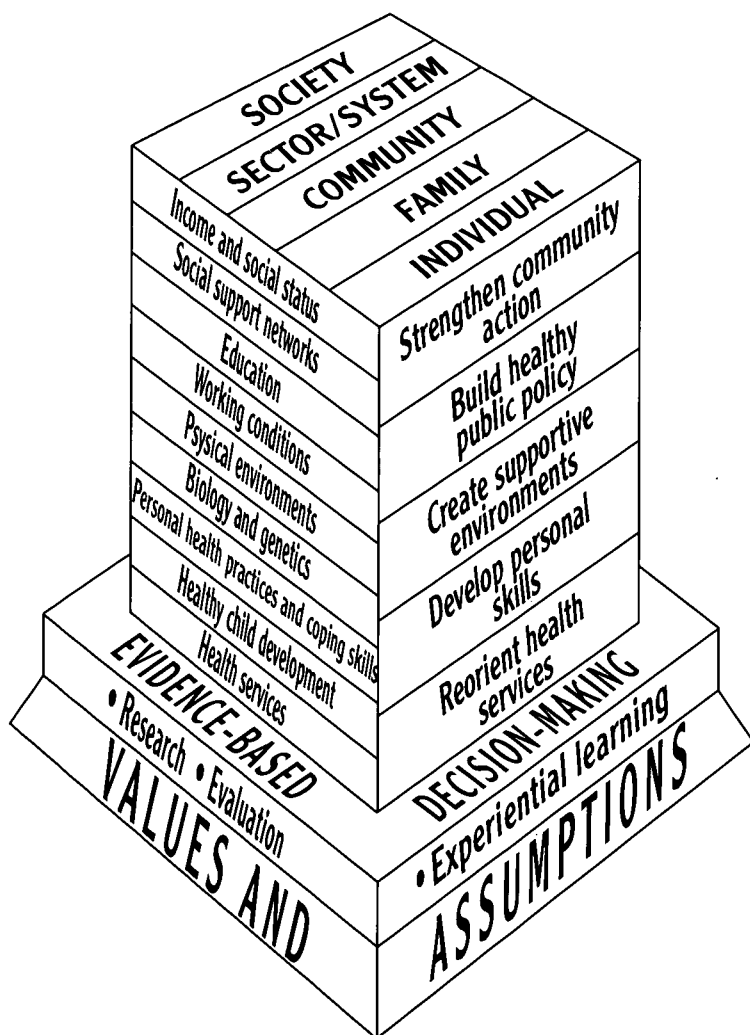 SOCIETY
SECTOR/SYSTEM
COMMUNITY
FAMILY
INDIVIDUAL
Income and social status
Social support networks
Education
Working conditions
Psysical environments
Biology and genetics
Personal health practices and coping skills
Healthy child development
Health services
Strengthen community
action
Build healthy
public policy
Create supportive
environments
Develop personal
skills
Reorient health
services
EVIDENCE-BASED
DECISION-MAKING
• Research • Evaluation
• Experiential learning
VALUES AND
ASSUMPTIONS